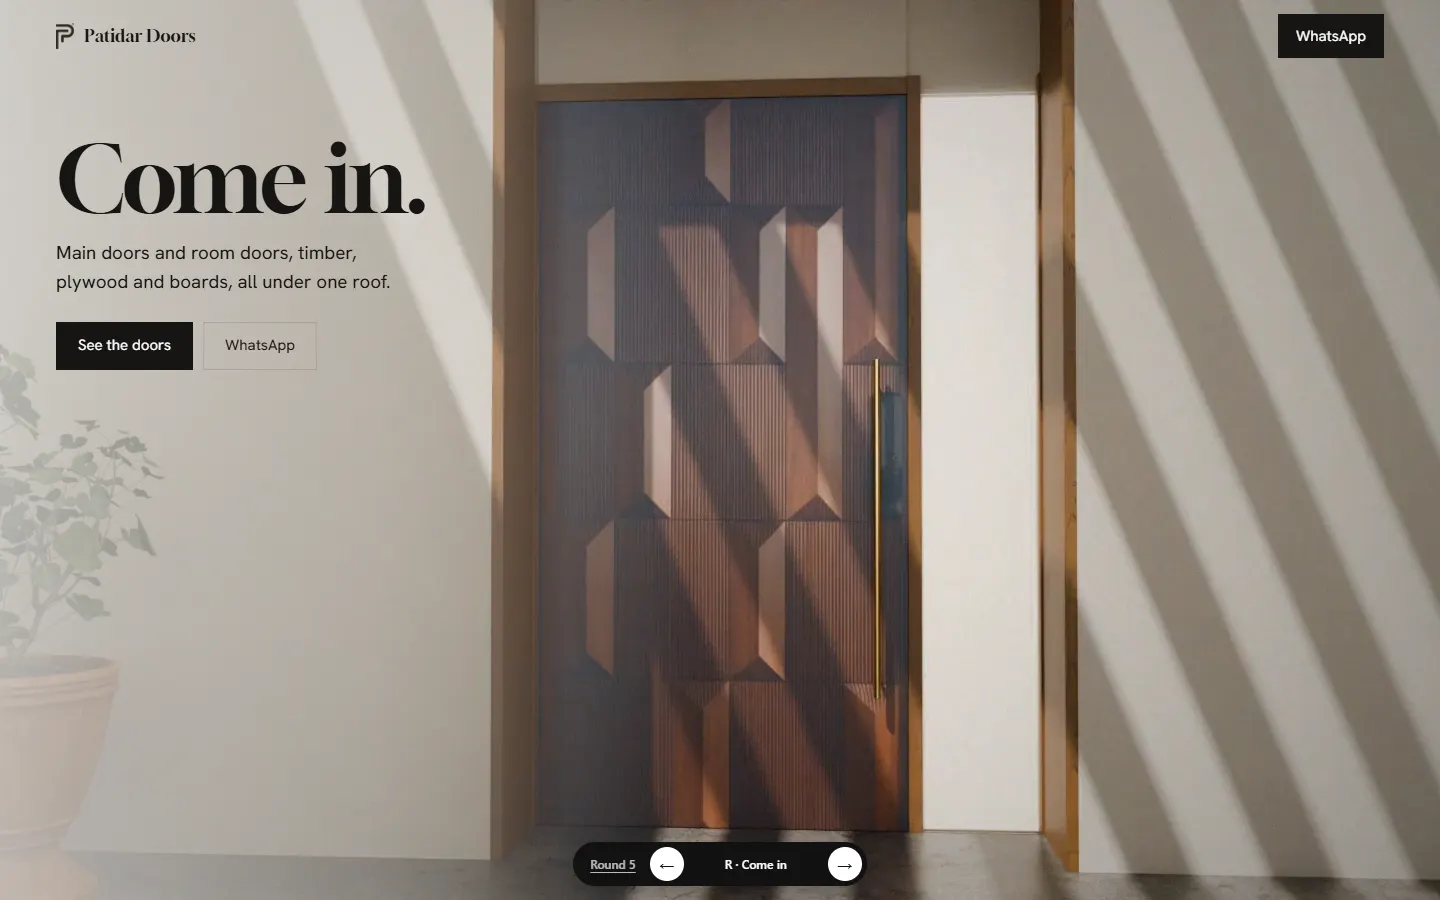 Patidar Doors
WhatsApp
Come in.
Main doors and room doors, timber,
plywood and boards, all under one roof.
See the doors
WhatsApp
Round 5
←
R · Come in
→